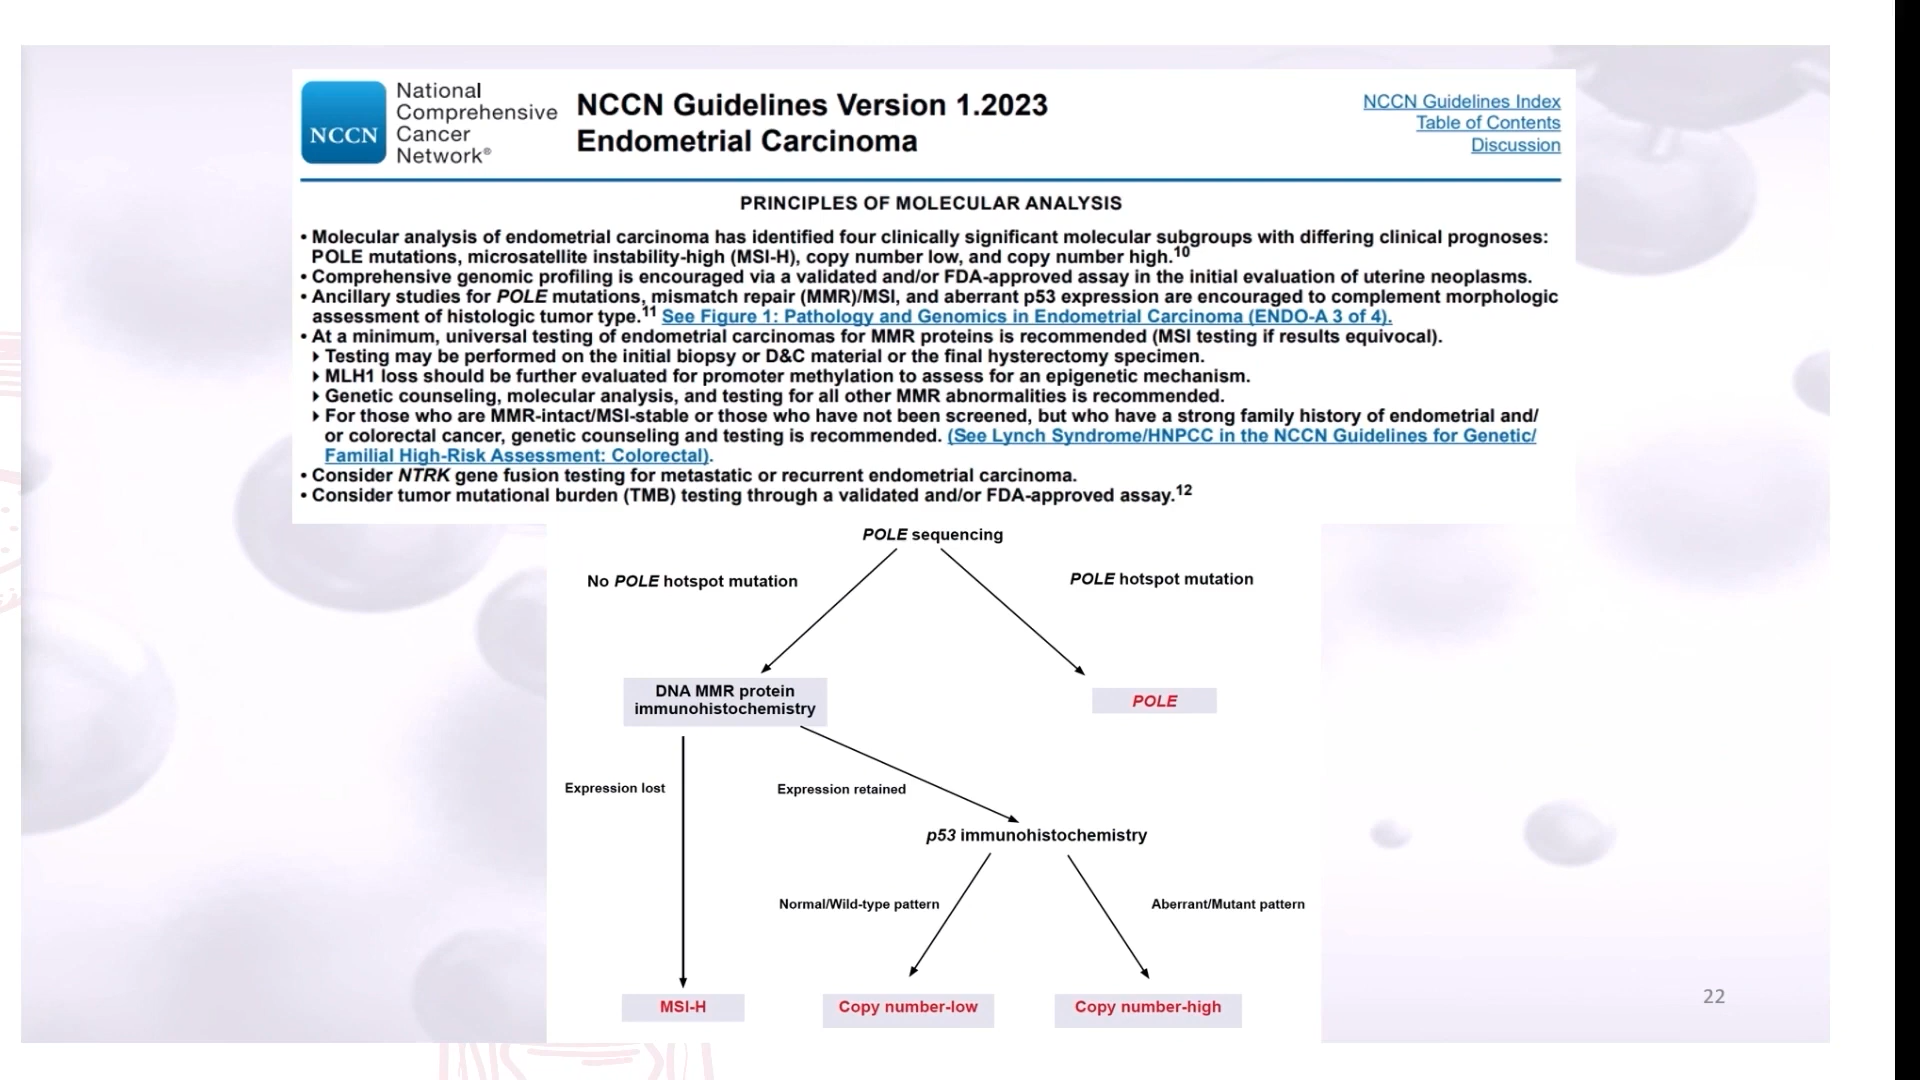 National
Comprehensive
Cancer
Network®
NCCN
NCCN Guidelines Version 1.2023
Endometrial Carcinoma
NCCN Guidelines Index
Table of Contents
Discussion
PRINCIPLES OF MOLECULAR ANALYSIS
• Molecular analysis of endometrial carcinoma has identified four clinically significant molecular subgroups with differing clinical prognoses:
POLE mutations, microsatellite instability-high (MSI-H), copy number low, and copy number high.10
• Comprehensive genomic profiling is encouraged via a validated and/or FDA-approved assay in the initial evaluation of uterine neoplasms.
• Ancillary studies for POLE mutations, mismatch repair (MMR)/MSI, and aberrant p53 expression are encouraged to complement morphologic
assessment of histologic tumor type.11 See Figure 1: Pathology and Genomics in Endometrial Carcinoma (ENDO-A 3 of 4).
• At a minimum, universal testing of endometrial carcinomas for MMR proteins is recommended (MSI testing if results equivocal).
‣ Testing may be performed on the initial biopsy or D&C material or the final hysterectomy specimen.
‣ MLH1 loss should be further evaluated for promoter methylation to assess for an epigenetic mechanism.
‣ Genetic counseling, molecular analysis, and testing for all other MMR abnormalities is recommended.
‣ For those who are MMR-intact/MSI-stable or those who have not been screened, but who have a strong family history of endometrial and/
or colorectal cancer, genetic counseling and testing is recommended. (See Lynch Syndrome/HNPCC in the NCCN Guidelines for Genetic/
Familial High-Risk Assessment: Colorectal).
• Consider NTRK gene fusion testing for metastatic or recurrent endometrial carcinoma.
• Consider tumor mutational burden (TMB) testing through a validated and/or FDA-approved assay.12
POLE sequencing
No POLE hotspot mutation
POLE hotspot mutation
DNA MMR protein
immunohistochemistry
POLE
Expression lost
Expression retained
p53 immunohistochemistry
Normal/Wild-type pattern
Aberrant/Mutant pattern
MSI-H
Copy number-low
Copy number-high
22